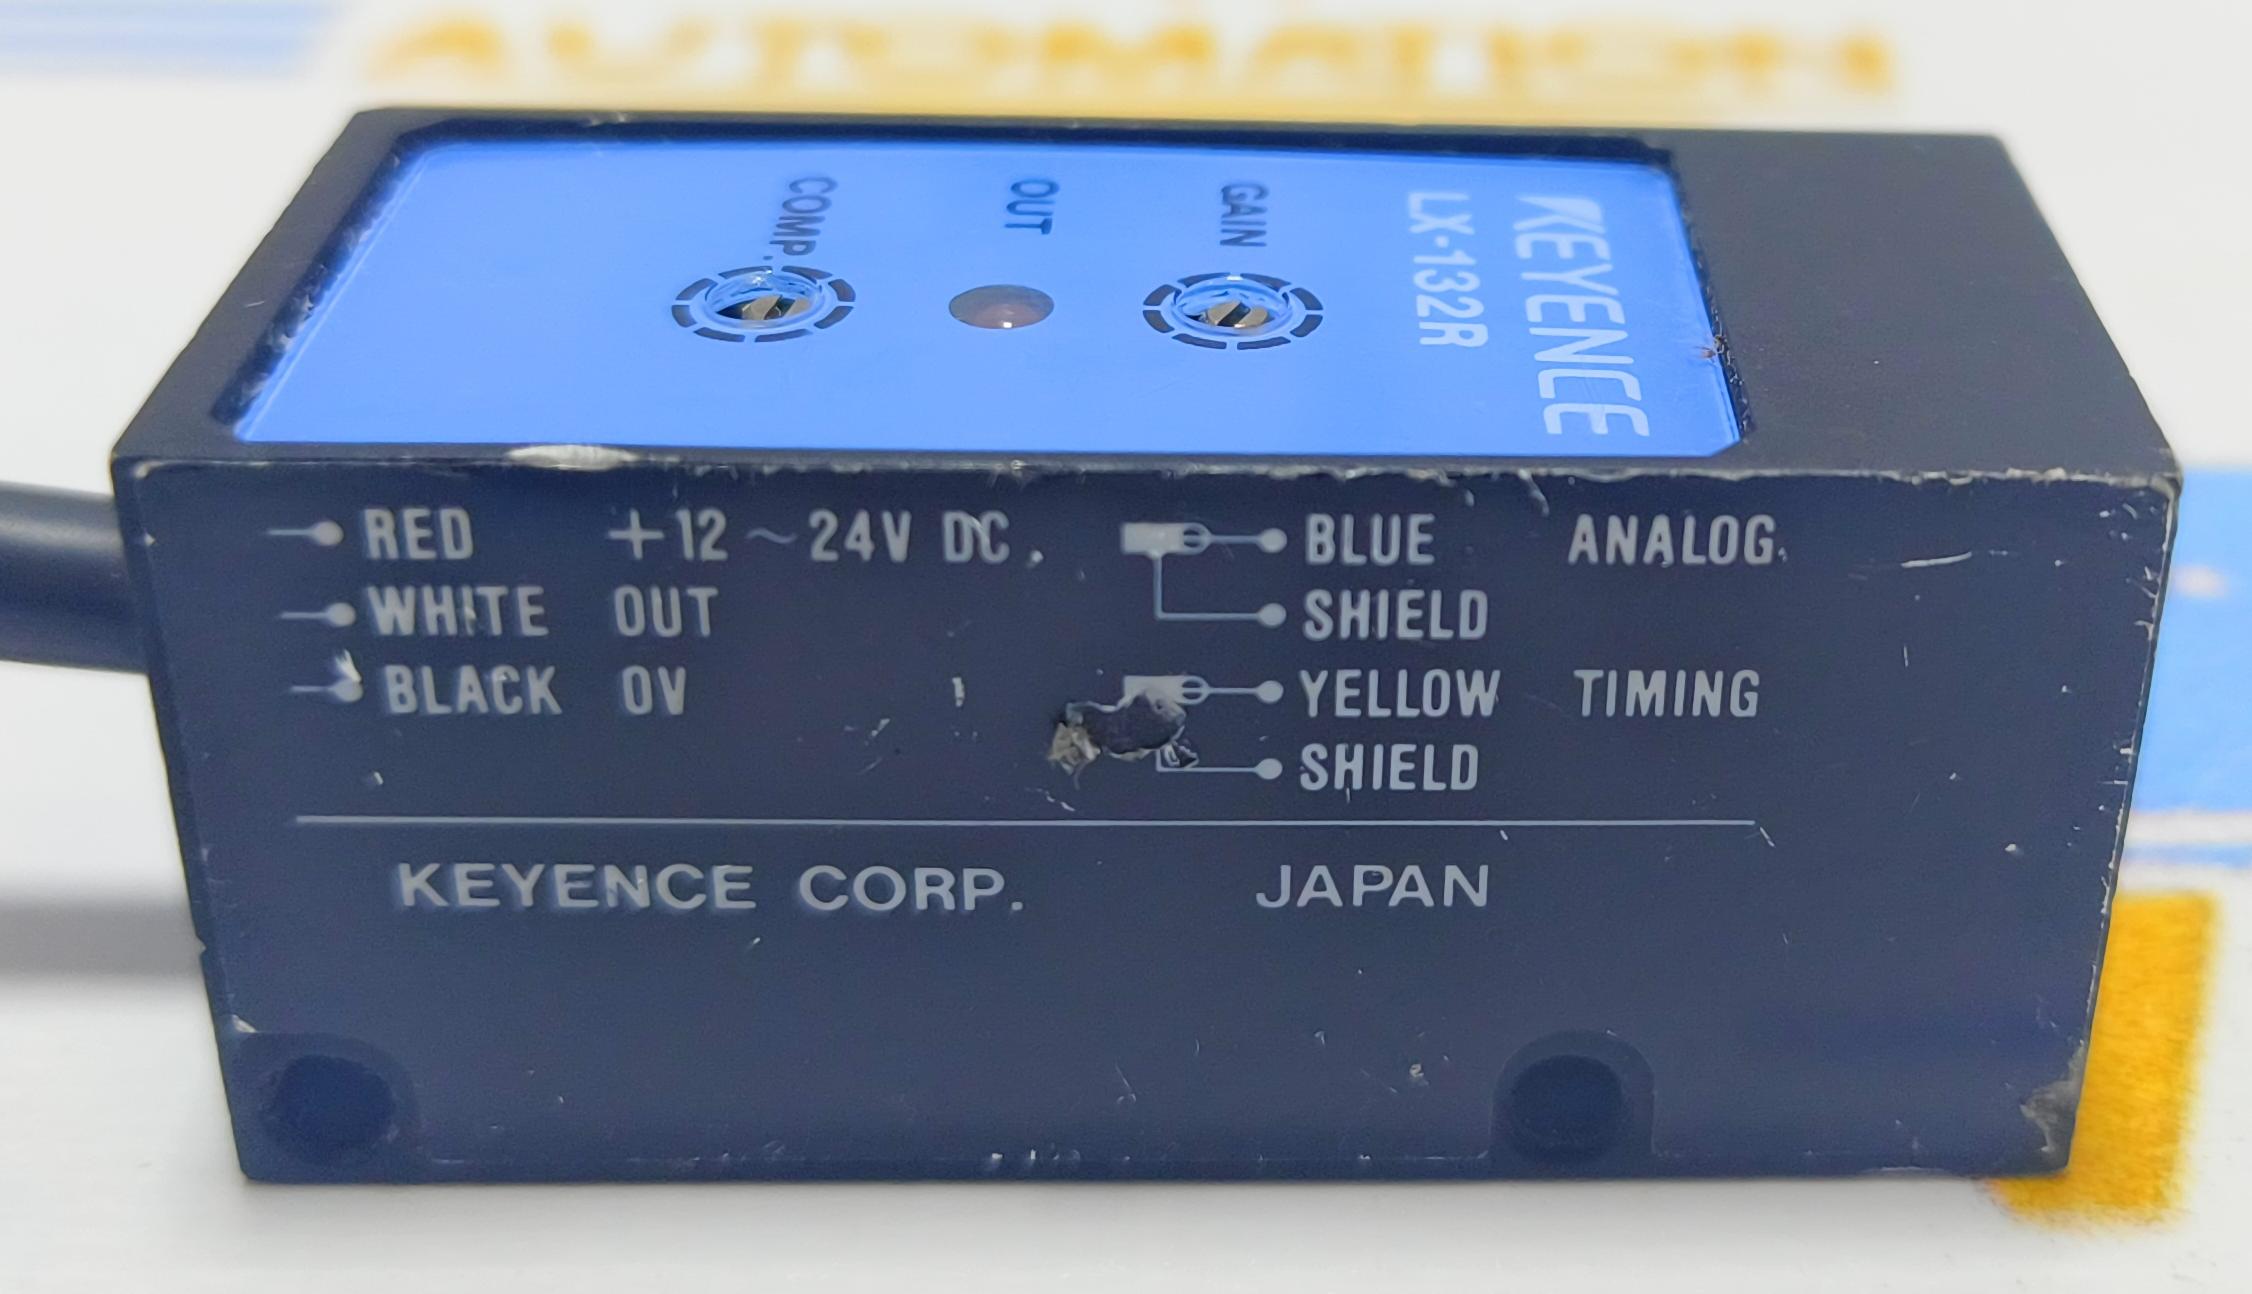 AUTOMATION
KEYENCE
LX-132R
GAIN
OUT
COMP.
RED +12~24V DC.
WHITE OUT
BLACK 0V
BLUE ANALOG.
SHIELD
YELLOW TIMING
SHIELD
KEYENCE CORP. JAPAN